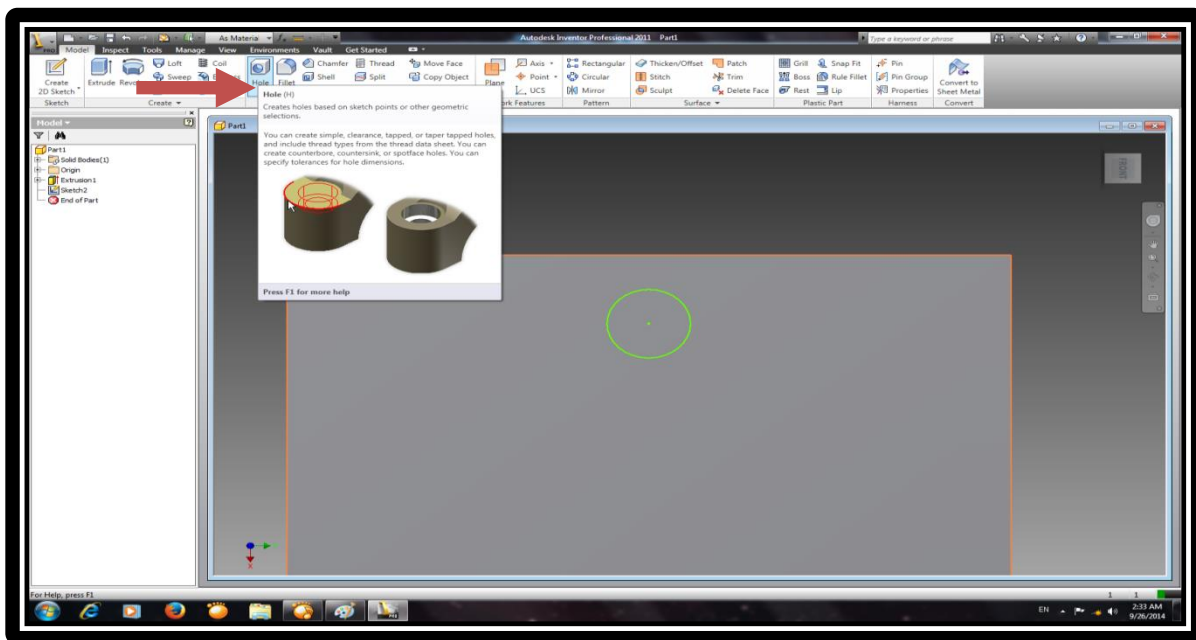 As Material
Autodesk Inventor Professional 2011 Part1
Type a keyword or phrase
PRO Model Inspect Tools Manage View Environments Vault Get Started
Create
2D Sketch
Extrude
Loft
Coil
Sweep
Hole
Fillet
Chamfer
Thread
Move Face
Shell
Split
Copy Object
Plane
Axis
Point
UCS
Rectangular
Circular
Mirror
Thicken/Offset
Patch
Stitch
Trim
Sculpt
Delete Face
Grill
Snap Fit
Boss
Rule Fillet
Rest
Lip
Pin
Pin Group
Properties
Convert to
Sheet Metal
Sketch
Create
Pattern
Surface
Plastic Part
Harness
Convert
Hole (H)
Creates holes based on sketch points or other geometric
selections.
You can create simple, clearance, tapped, or taper tapped holes,
and include thread types from the thread data sheet. You can
create counterbore, countersink, or spotface holes. You can
specify tolerances for hole dimensions.
Press F1 for more help
Model
Part1
Solid Bodies(1)
Origin
Extrusion1
Sketch2
End of Part
Part1
FRONT
X
For Help, press F1
1 1
EN
2:33 AM
9/26/2014